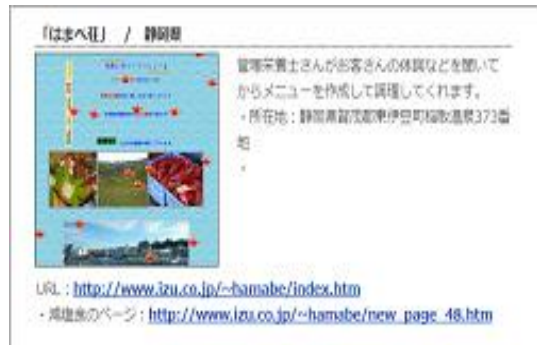 「はまべ荘」 / 静岡県
管理栄養士さんがお客さんの体調などを聞いて
からメニューを作成して調理してくれます。
・所在地：静岡県賀茂郡東伊豆町稲取温泉373番
地
・
URL：http://www.izu.co.jp/~hamabe/index.htm
・減塩食のページ：http://www.izu.co.jp/~hamabe/new_page_48.htm